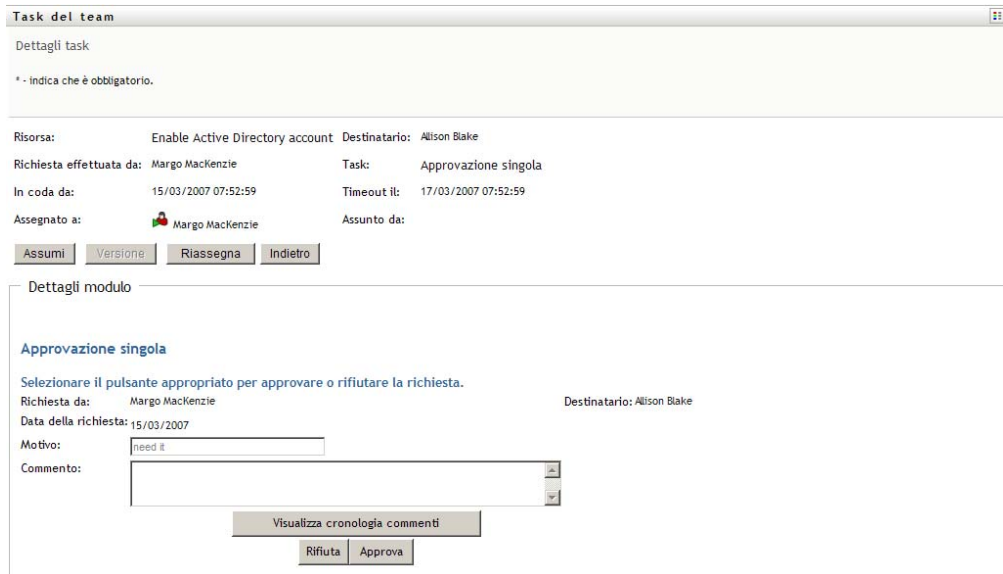 Task del team
Dettagli task
* - indica che è obbligatorio.
Risorsa: Enable Active Directory account Destinatario: Allison Blake
Richiesta effettuata da: Margo MacKenzie Task: Approvazione singola
In coda da: 15/03/2007 07:52:59 Timeout il: 17/03/2007 07:52:59
Assegnato a: Margo MacKenzie Assunto da:
Assumi Versione Riassegna Indietro
Dettagli modulo
Approvazione singola
Selezionare il pulsante appropriato per approvare o rifiutare la richiesta.
Richiesta da: Margo MacKenzie Destinatario: Allison Blake
Data della richiesta: 15/03/2007
Motivo: need it
Commento:
Visualizza cronologia commenti
Rifiuta Approva